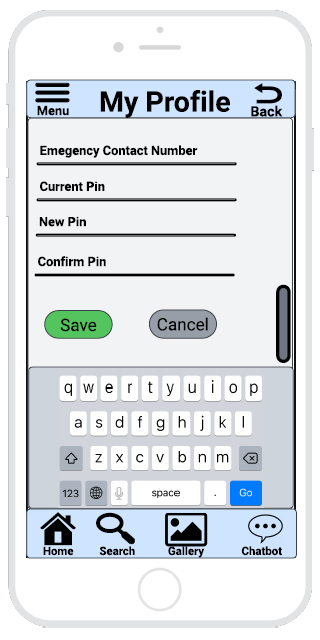 Menu My Profile Back
Emegency Contact Number
Current Pin
New Pin
Confirm Pin
Save Cancel
q w e r t y u i o p
a s d f g h j k l
z x c v b n m
123 space . Go
Home Search Gallery Chatbot